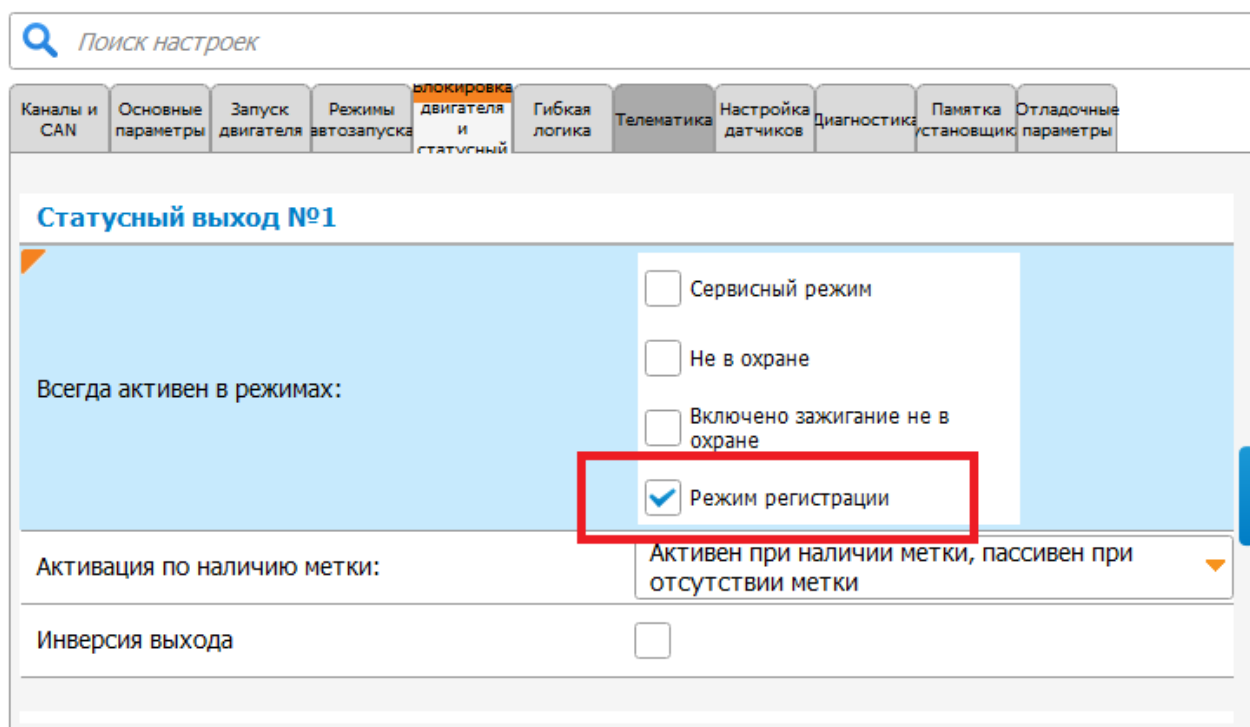 Поиск настроек
Каналы и
CAN
Основные
параметры
Запуск
двигателя
Режимы
автозапуска
Блокировка
двигателя
и
статусный
Гибкая
логика
Телематика
Настройка
датчиков
Диагностика
Памятка
установщик
Отладочные
параметры
Статусный выход №1
Всегда активен в режимах:
Сервисный режим
Не в охране
Включено зажигание не в
охране
Режим регистрации
Активация по наличию метки:
Активен при наличии метки, пассивен при
отсутствии метки
Инверсия выхода